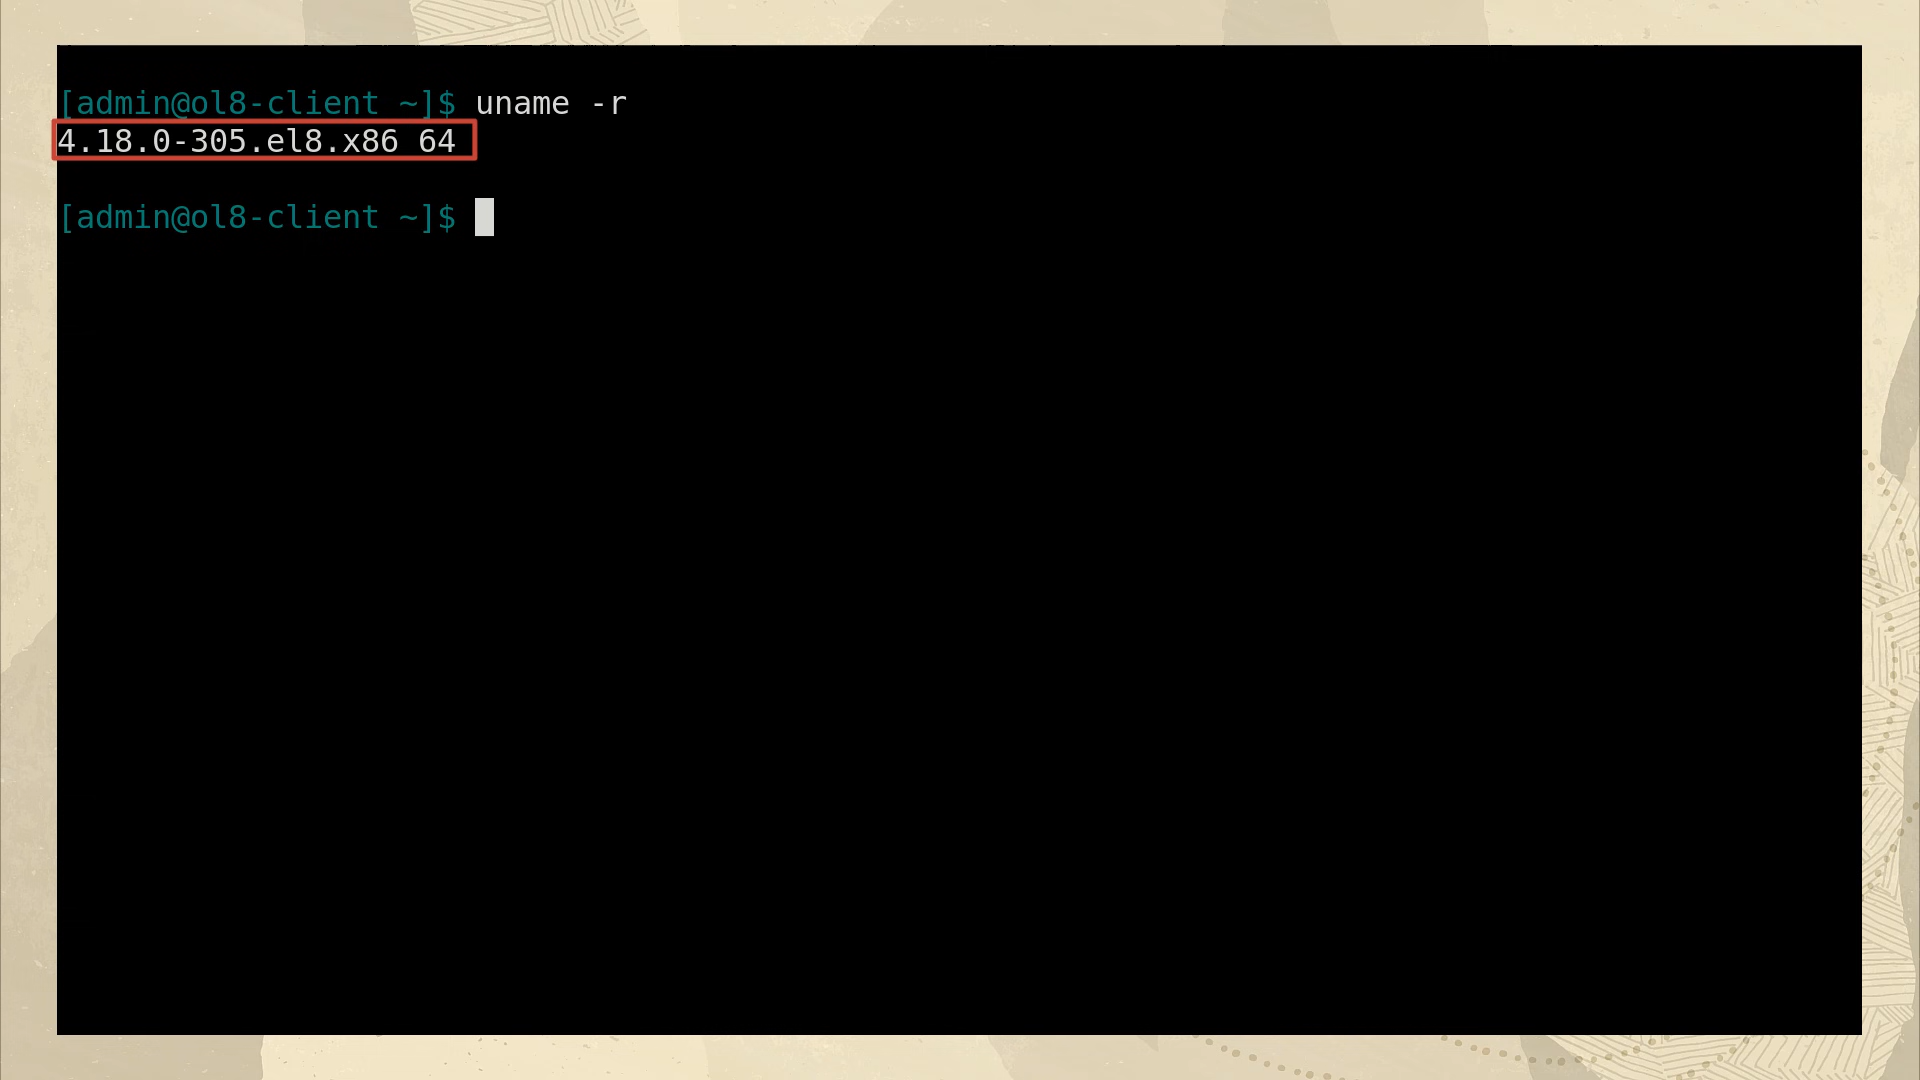 [admin@ol8-client ~]$ uname -r
4.18.0-305.el8.x86 64
[admin@ol8-client ~]$